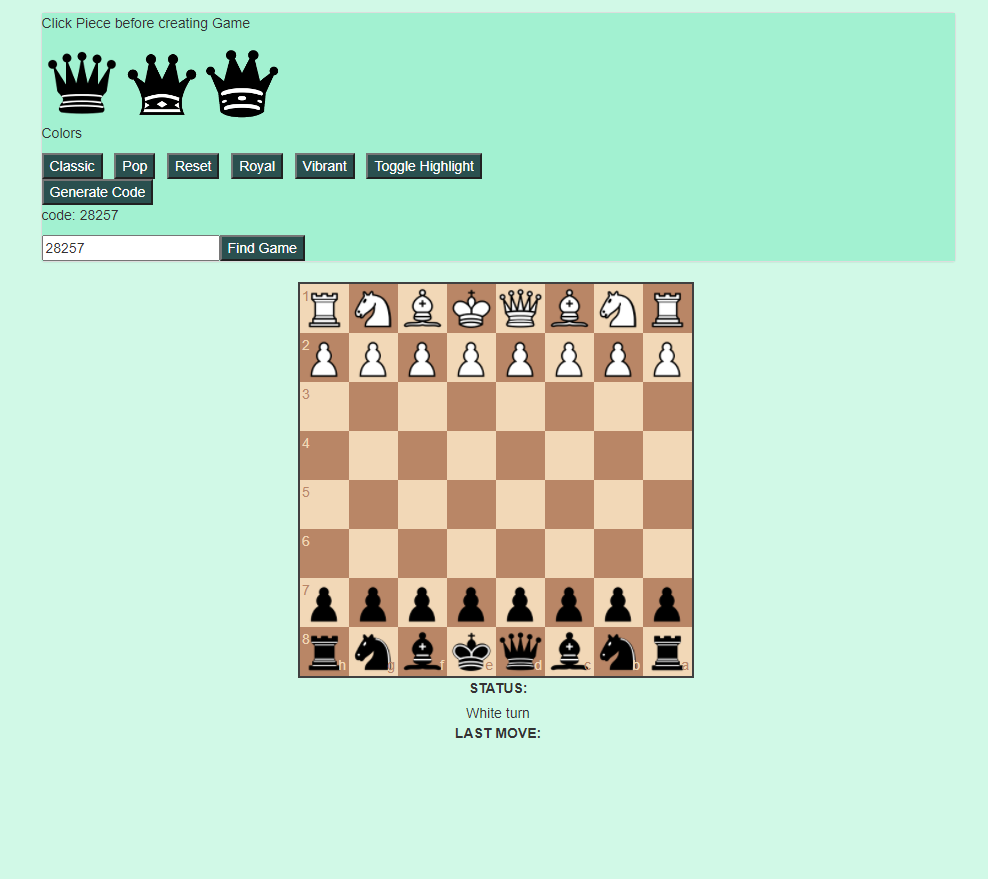 Click Piece before creating Game
Colors
Classic Pop Reset Royal Vibrant Toggle Highlight
Generate Code
code: 28257
28257 Find Game
1
2
3
4
5
6
7
8
h g f e d c b a
STATUS:
White turn
LAST MOVE: